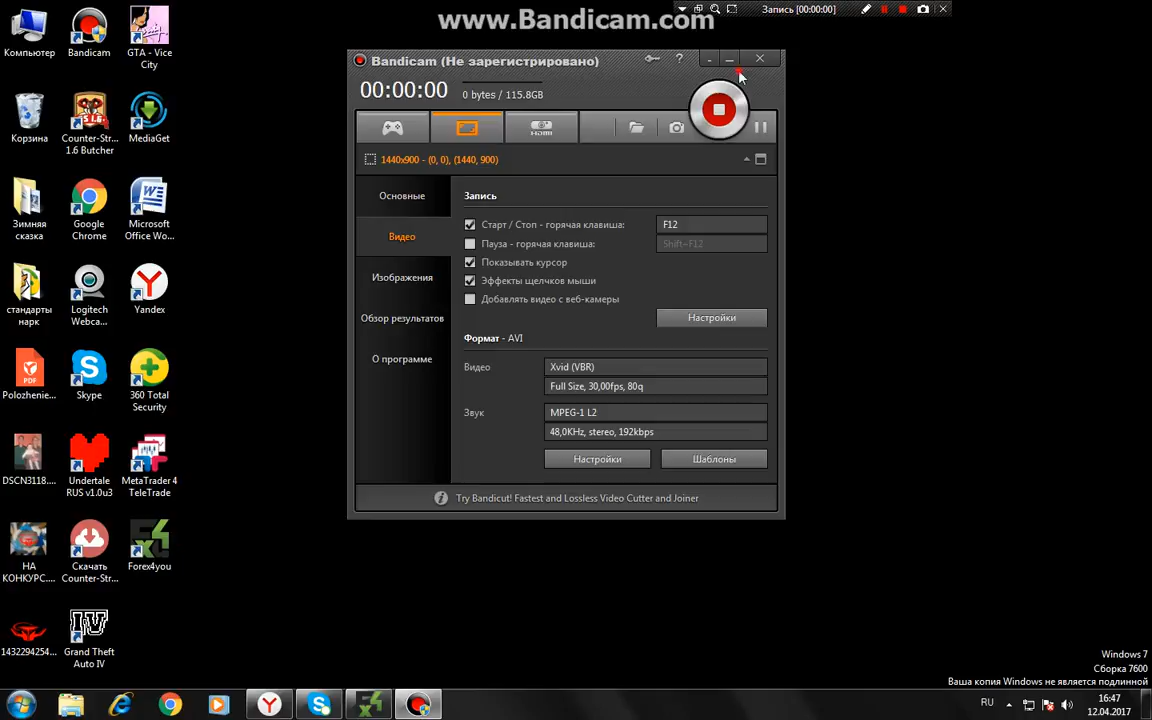 www.Bandicam.com
Запись [00:00:00]
Bandicam (Не зарегистрировано)
00:00:00
0 bytes / 115.8GB
HDMI
1440x900 - (0, 0), (1440, 900)
Основные
Видео
Изображения
Обзор результатов
О программе
Запись
Старт / Стоп - горячая клавиша:
F12
Пауза - горячая клавиша:
Shift-F12
Показывать курсор
Эффекты щелчков мыши
Добавлять видео с веб-камеры
Настройки
Формат - AVI
Видео
Xvid (VBR)
Full Size, 30,00fps, 80q
Звук
MPEG-1 L2
48,0KHz, stereo, 192kbps
Настройки
Шаблоны
Try Bandicut! Fastest and Lossless Video Cutter and Joiner
Компьютер
Bandicam
GTA - Vice
City
Корзина
Counter-Str...
1.6 Butcher
MediaGet
Зимняя
сказка
Google
Chrome
Microsoft
Office Wo...
стандарты
нарк
Logitech
Webca...
Yandex
PDF
Polozhenie...
Skype
360 Total
Security
DSCN3118....
Undertale
RUS v1.0u3
MetaTrader 4
TeleTrade
НА
КОНКУРС....
Скачать
Counter-Str...
Forex4you
1432294254...
IV
Grand Theft
Auto IV
Windows 7
Сборка 7600
Ваша копия Windows не является подлинной
RU
16:47
12.04.2017